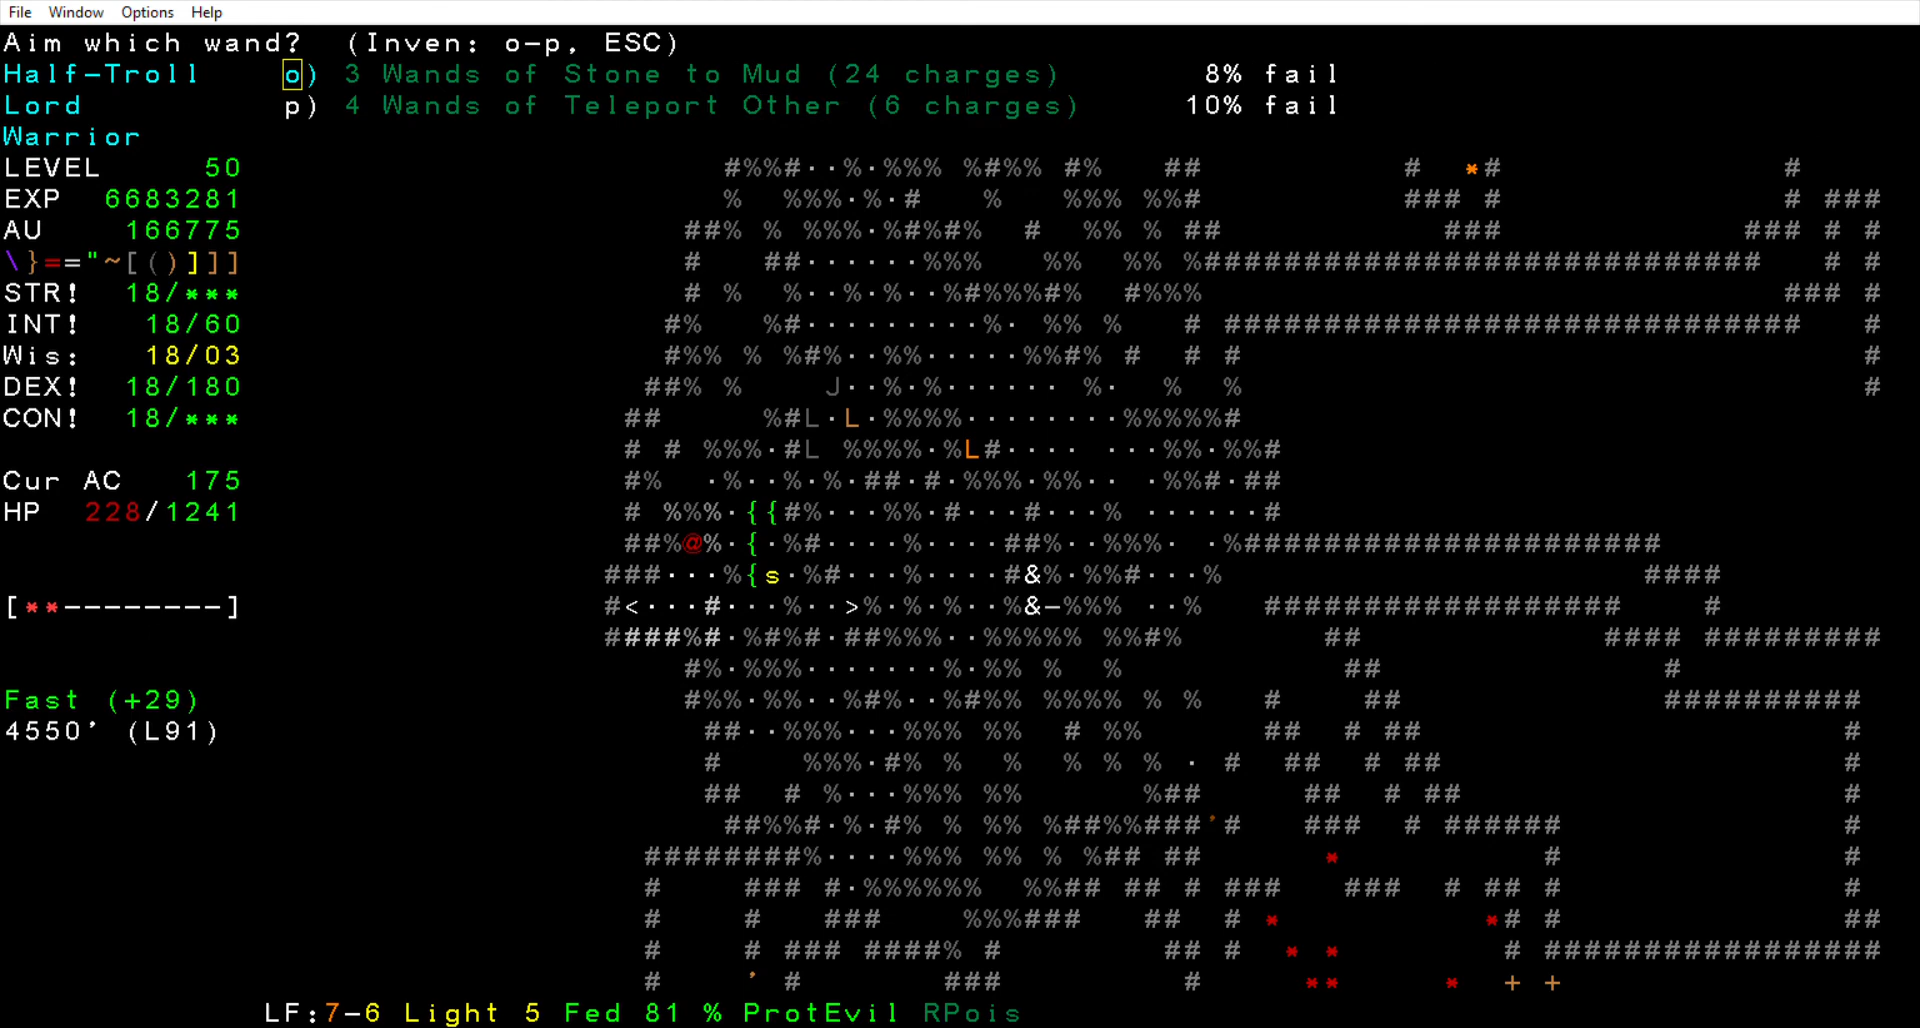 File Window Options Help
Aim which wand? (Inven: o-p, ESC)
Half-Troll o) 3 Wands of Stone to Mud (24 charges) 8% fail
Lord p) 4 Wands of Teleport Other (6 charges) 10% fail
Warrior
LEVEL 50 #%%#··%·%%% %#%% #% ## # *# #
EXP 6683281 % %%%·%·# % %%% %%# ### # # ###
AU 166775 ##% % %%%·%#%#% # %% % ## ### ### # #
\}=="~[()]]] # ##······%%% %% %% %############################ # #
STR! 18/*** # % %··%·%··%#%%%#% #%%% ### #
INT! 18/60 #% %#·········%· %% % # ############################# #
Wis: 18/03 #%% % %#%··%%·····%%#% # # # #
DEX! 18/180 ##% % J··%·%······ %· % % #
CON! 18/*** ## %#L·L·%%%%········%%%%%#
# # %%%·#L %%%%·%L#···· ···%%·%%#
Cur AC 175 #% ·%··%·%·##·#·%%%·%%·· ·%%#·##
HP 228/1241 # %%%·{{#%···%%·#···#···% ······#
##%@%·{·%#····%····##%··%%%· ·%#####################
###···%{s·%#···%····#&%·%%#···% ####
[**--------] #<···#···%··>%·%·%··%&-%%% ··% ################## #
####%#·%#%#·##%%%··%%%%% %%#% ## #### #########
#%·%%%·······%·%% % % ## #
Fast (+29) #%%·%%··%#%··%#%% %%%% % % # ## ##########
4550' (L91) ##··%%%···%%% %% # %% ## # ## #
# %%%·#% % % % % % · # ## # ## #
## # %···%%% %% %## ## # ## #
##%%#·%·#% % %% %##%%###'# ### # ###### #
########%····%%% %% % %## ## * # #
# ### #·%%%%%% %%## ## # ### ### # ## # #
# # ### %%%### ## # * *# # ##
# # ### ####% # ## # * * # #################
# ' # ### # ** * + +
LF:7-6 Light 5 Fed 81 % ProtEvil RPois